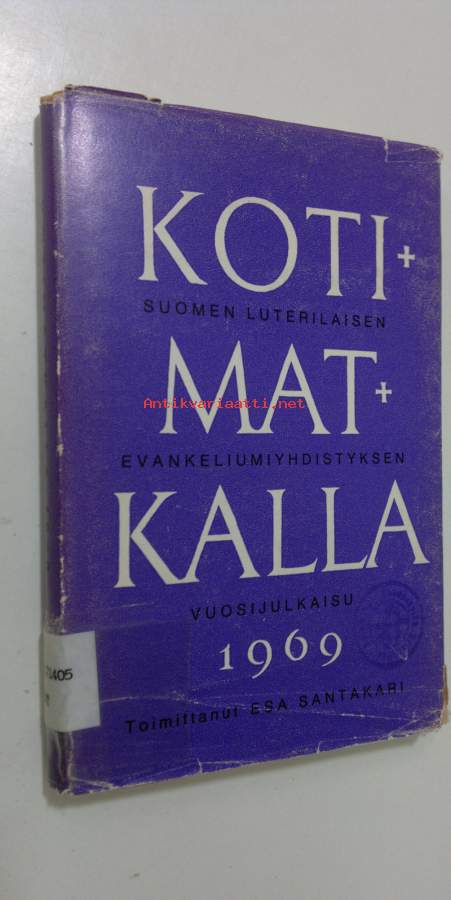 KOTI+
SUOMEN LUTERILAISEN
MAT+
Antikvariaatti.net
EVANKELIUMIYHDISTYKSEN
KALLA
VUOSIJULKAISU
1969
Toimittanut ESA SANTAKARI